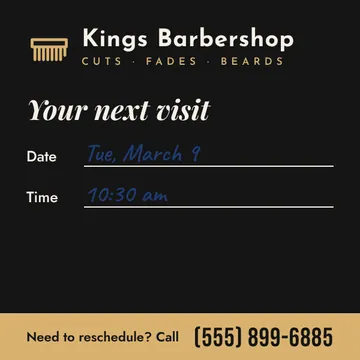 Kings Barbershop
CUTS · FADES · BEARDS
Your next visit
Date Tue, March 9
Time 10:30 am
Need to reschedule? Call (555) 899-6885